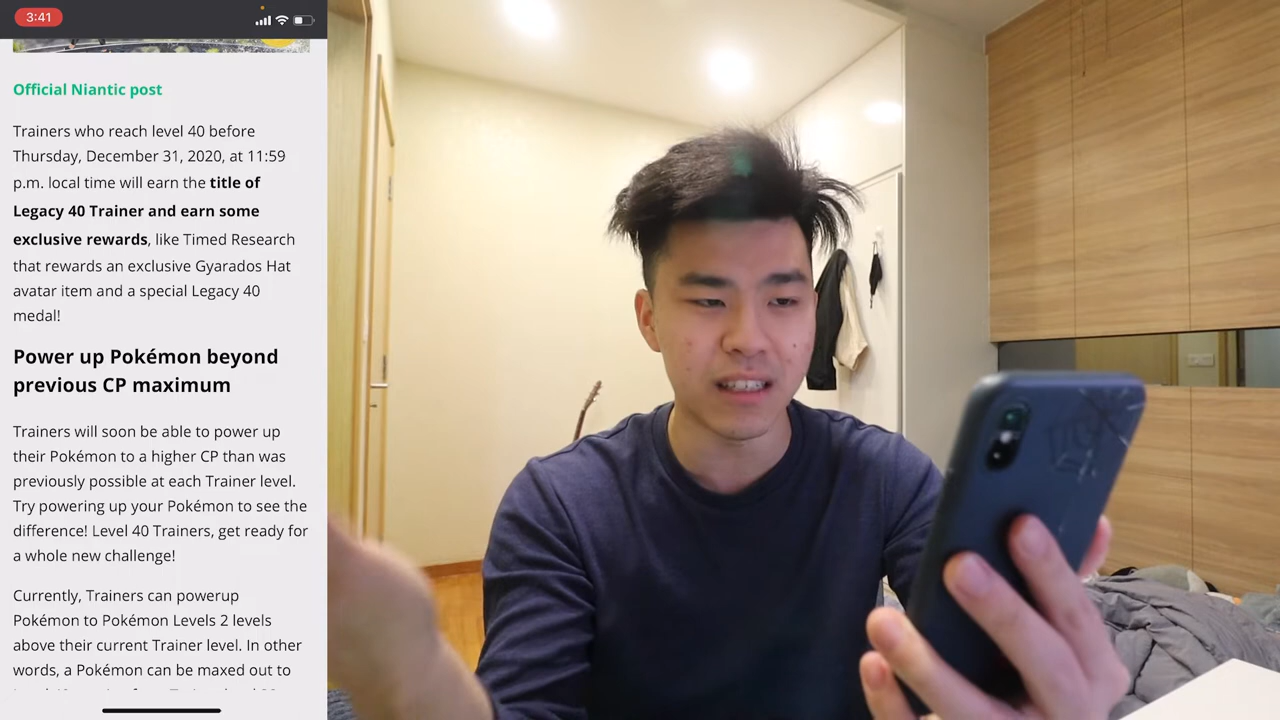 3:41
Official Niantic post
Trainers who reach level 40 before
Thursday, December 31, 2020, at 11:59
p.m. local time will earn the title of
Legacy 40 Trainer and earn some
exclusive rewards, like Timed Research
that rewards an exclusive Gyarados Hat
avatar item and a special Legacy 40
medal!
Power up Pokémon beyond
previous CP maximum
Trainers will soon be able to power up
their Pokémon to a higher CP than was
previously possible at each Trainer level.
Try powering up your Pokémon to see the
difference! Level 40 Trainers, get ready for
a whole new challenge!
Currently, Trainers can powerup
Pokémon to Pokémon Levels 2 levels
above their current Trainer level. In other
words, a Pokémon can be maxed out to